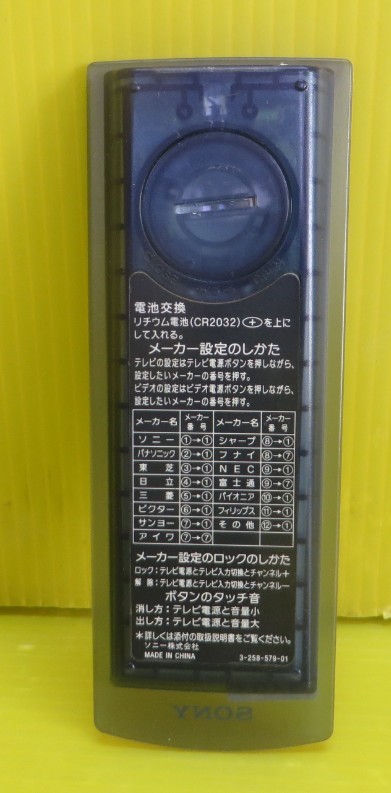 電池交換
リチウム電池(CR2032)⊕を上に
して入れる。
メーカー設定のしかた
テレビの設定はテレビ電源ボタンを押しながら、
設定したいメーカーの番号を押す。
ビデオの設定はビデオ電源ボタンを押しながら、
設定したいメーカーの番号を押す。
メーカー名 メーカー番号 メーカー名 メーカー番号
ソニー ①→① シャープ ⑧→①
パナソニック ②→① フナイ ⑧→⑦
東芝 ③→① NEC ⑨→①
日立 ④→① 富士通 ⑨→⑦
三菱 ⑤→① パイオニア ⑩→①
ビクター ⑥→① フィリップス ⑪→①
サンヨー ⑦→① その他 ⑫→①
アイワ ⑦→⑦
メーカー設定のロックのしかた
ロック:テレビ電源とテレビ入力切換とチャンネル+
解除:テレビ電源とテレビ入力切換とチャンネルー
ボタンのタッチ音
消し方:テレビ電源と音量小
出し方:テレビ電源と音量大
*詳しくは添付の取扱説明書をご覧ください。
ソニー株式会社
MADE IN CHINA 3-258-579-01
SONY